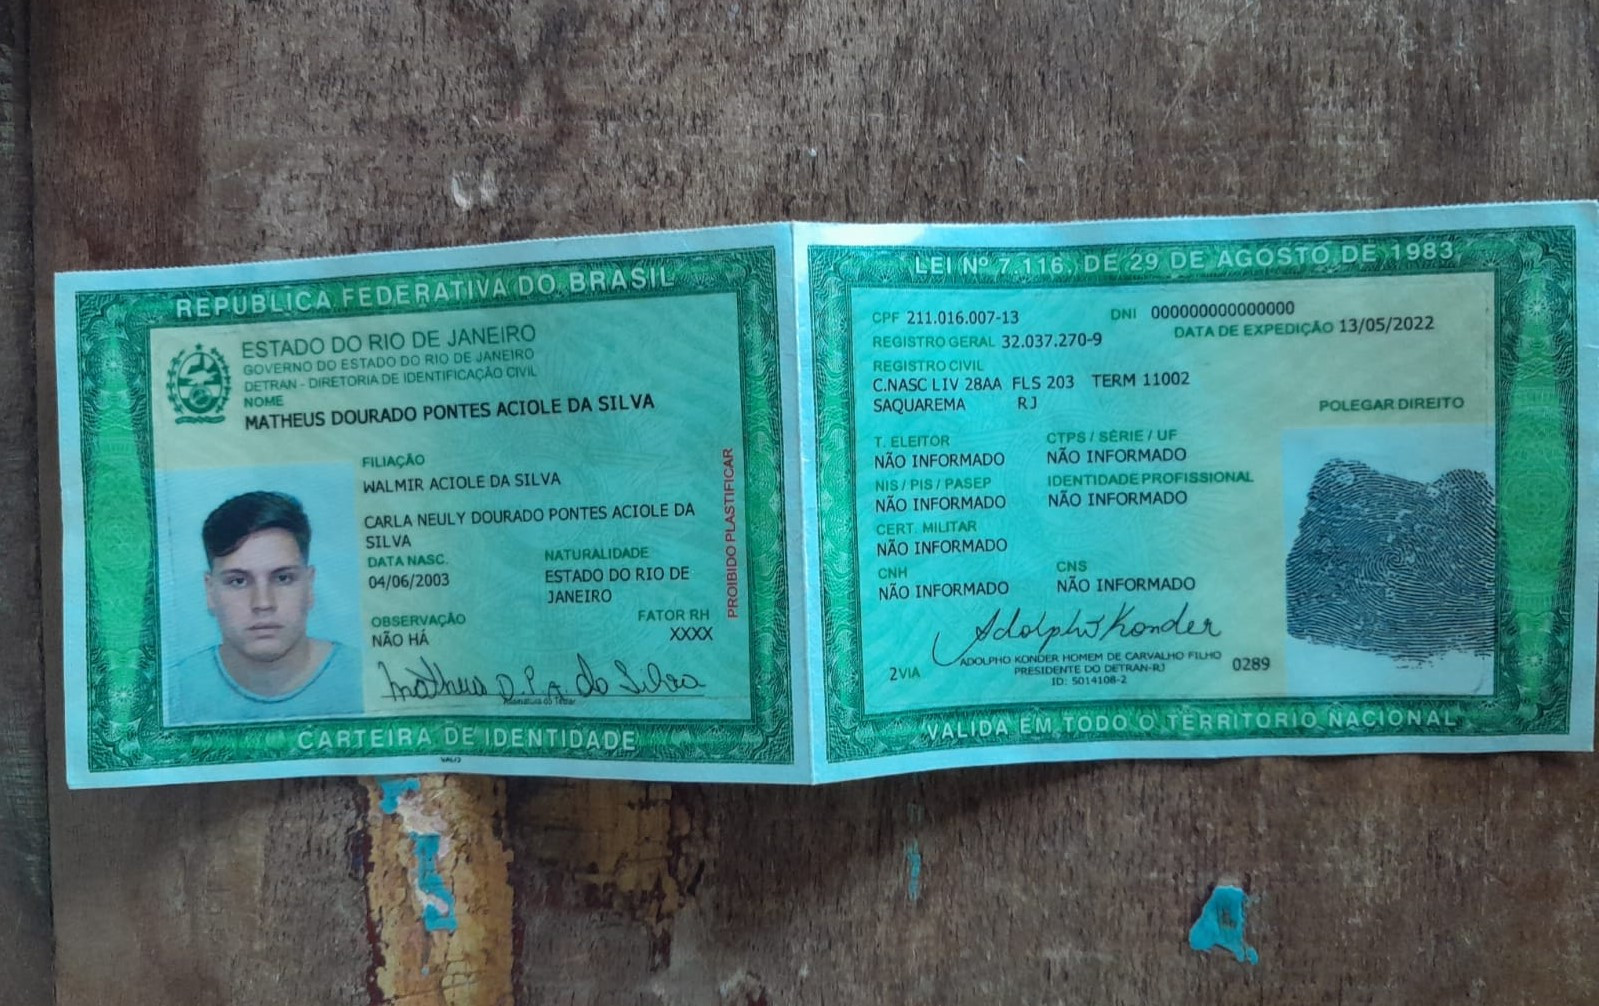 REPÚBLICA FEDERATIVA DO BRASIL
ESTADO DO RIO DE JANEIRO
GOVERNO DO ESTADO DO RIO DE JANEIRO
DETRAN - DIRETORIA DE IDENTIFICAÇÃO CIVIL
NOME
MATHEUS DOURADO PONTES ACIOLE DA SILVA
FILIAÇÃO
WALMIR ACIOLE DA SILVA
CARLA NEULY DOURADO PONTES ACIOLE DA
SILVA
DATA NASC. NATURALIDADE
04/06/2003 ESTADO DO RIO DE
JANEIRO
OBSERVAÇÃO FATOR RH
NÃO HÁ XXXX
PROIBIDO PLASTIFICAR
Matheus D. P. A. da Silva
CARTEIRA DE IDENTIDADE
LEI Nº 7.116, DE 29 DE AGOSTO DE 1983
CPF 211.016.007-13 DNI 000000000000000
REGISTRO GERAL 32.037.270-9 DATA DE EXPEDIÇÃO 13/05/2022
REGISTRO CIVIL
C.NASC LIV 28AA FLS 203 TERM 11002
SAQUAREMA RJ
POLEGAR DIREITO
T. ELEITOR CTPS / SÉRIE / UF
NÃO INFORMADO NÃO INFORMADO
NIS / PIS / PASEP IDENTIDADE PROFISSIONAL
NÃO INFORMADO NÃO INFORMADO
CERT. MILITAR
NÃO INFORMADO
CNH CNS
NÃO INFORMADO NÃO INFORMADO
Adolpho Konder
ADOLPHO KONDER HOMEM DE CARVALHO FILHO
2VIA PRESIDENTE DO DETRAN-RJ 0289
ID: 5014108-2
VALIDA EM TODO O TERRITORIO NACIONAL